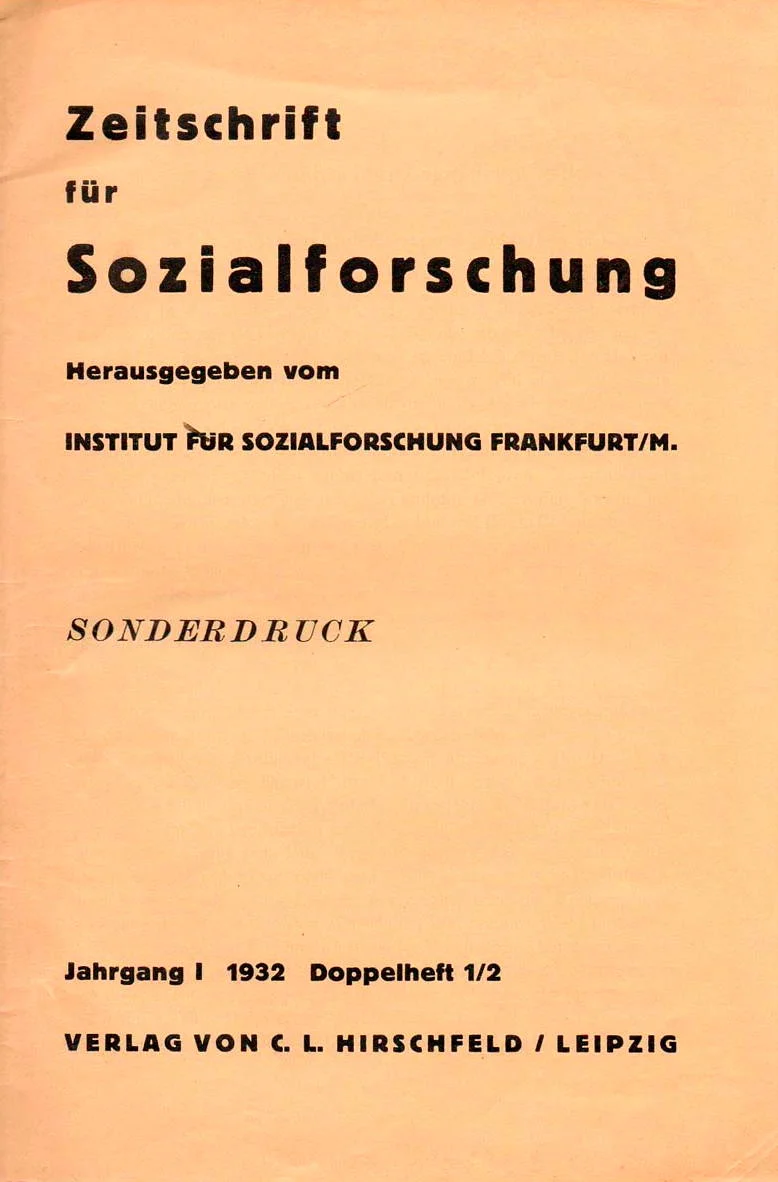 Zeitschrift
für
Sozialforschung
Herausgegeben vom
INSTITUT FÜR SOZIALFORSCHUNG FRANKFURT/M.
SONDERDRUCK
Jahrgang I 1932 Doppelheft 1/2
VERLAG VON C. L. HIRSCHFELD / LEIPZIG